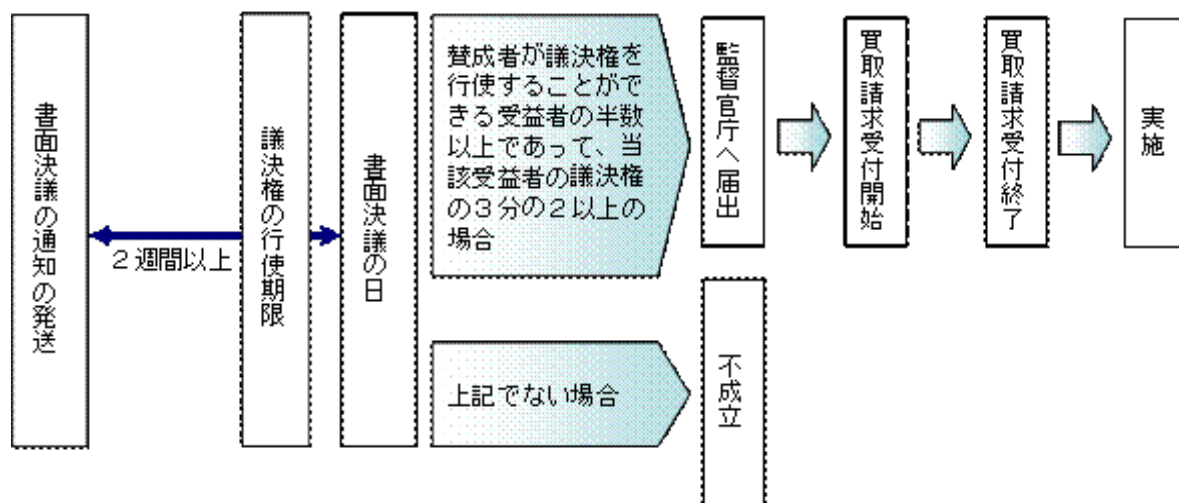 書面決議の通知の発送
2週間以上
議決権の行使期限
書面決議の日
賛成者が議決権を
行使することがで
きる受益者の半数
以上であって、当
該受益者の議決権
の3分の2以上の
場合
監督官庁へ届出
買取請求受付開始
買取請求受付終了
実施
上記でない場合
不成立